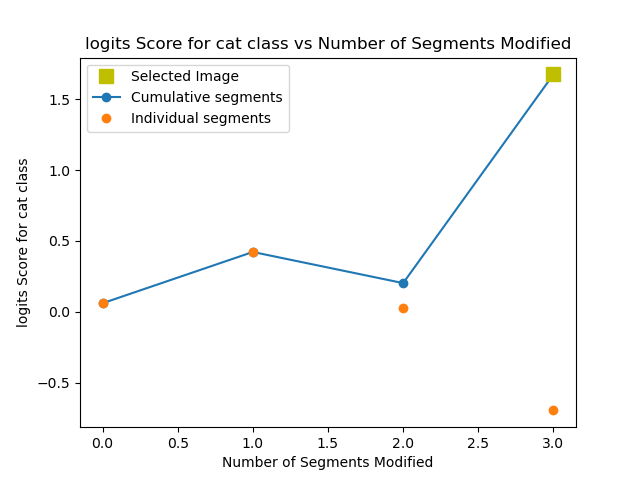 logits Score for cat class vs Number of Segments Modified
Selected Image
Cumulative segments
Individual segments
logits Score for cat class
1.5
1.0
0.5
0.0
−0.5
0.0 0.5 1.0 1.5 2.0 2.5 3.0
Number of Segments Modified